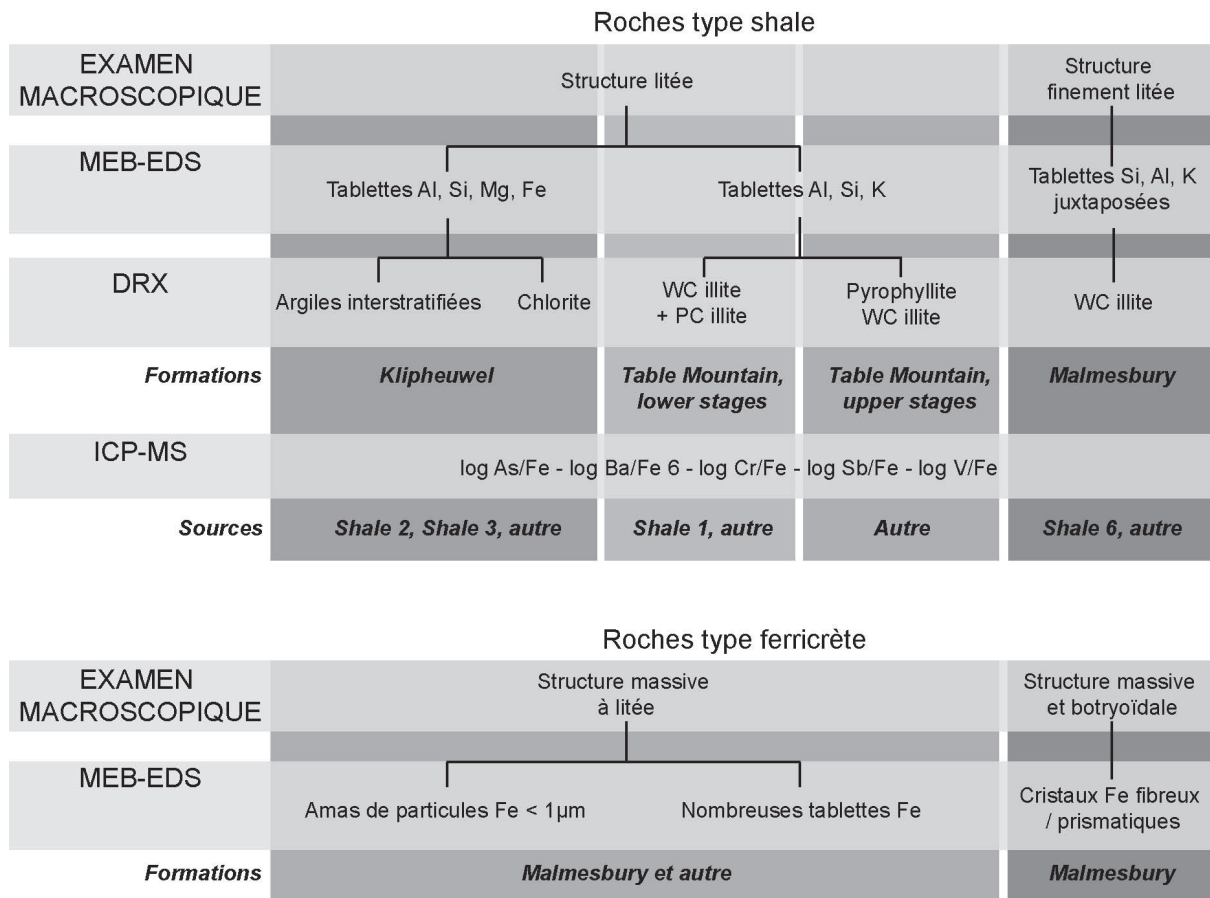 Roches type shale
EXAMEN
MACROSCOPIQUE
Structure litée
Structure
finement litée
MEB-EDS
Tablettes Al, Si, Mg, Fe
Tablettes Al, Si, K
Tablettes Si, Al, K
juxtaposées
DRX
Argiles interstratifiées
Chlorite
WC illite
+ PC illite
Pyrophyllite
WC illite
WC illite
Formations
Klipheuwel
Table Mountain,
lower stages
Table Mountain,
upper stages
Malmesbury
ICP-MS
log As/Fe - log Ba/Fe 6 - log Cr/Fe - log Sb/Fe - log V/Fe
Sources
Shale 2, Shale 3, autre
Shale 1, autre
Autre
Shale 6, autre
Roches type ferricrète
EXAMEN
MACROSCOPIQUE
Structure massive
à litée
Structure massive
et botryoïdale
MEB-EDS
Amas de particules Fe < 1µm
Nombreuses tablettes Fe
Cristaux Fe fibreux
/ prismatiques
Formations
Malmesbury et autre
Malmesbury